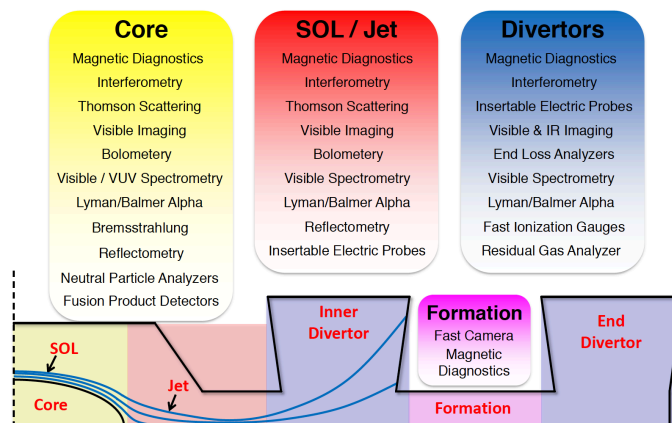 Core
Magnetic Diagnostics
Interferometry
Thomson Scattering
Visible Imaging
Bolometery
Visible / VUV Spectrometry
Lyman/Balmer Alpha
Bremsstrahlung
Reflectometry
Neutral Particle Analyzers
Fusion Product Detectors
SOL / Jet
Magnetic Diagnostics
Interferometry
Thomson Scattering
Visible Imaging
Bolometery
Visible Spectrometry
Lyman/Balmer Alpha
Reflectometry
Insertable Electric Probes
Divertors
Magnetic Diagnostics
Interferometry
Insertable Electric Probes
Visible & IR Imaging
End Loss Analyzers
Visible Spectrometry
Lyman/Balmer Alpha
Fast Ionization Gauges
Residual Gas Analyzer
SOL
Core
Jet
Inner
Divertor
Formation
Fast Camera
Magnetic
Diagnostics
Formation
End
Divertor